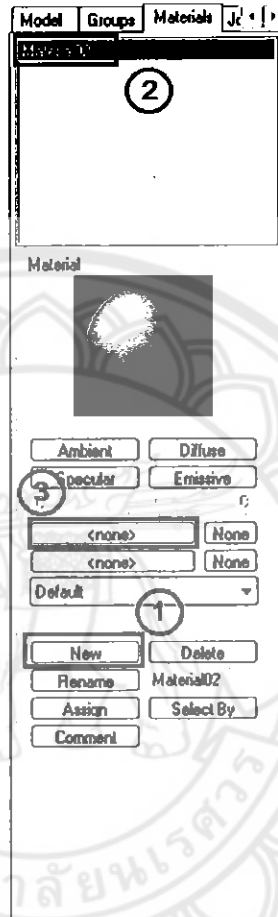 Model Groups Materials Jo
2
Material
Ambient Diffuse
Specular Emissive
3
<none> None
<none> None
Default
1
New Delete
Rename Material02
Assign Select By
Comment